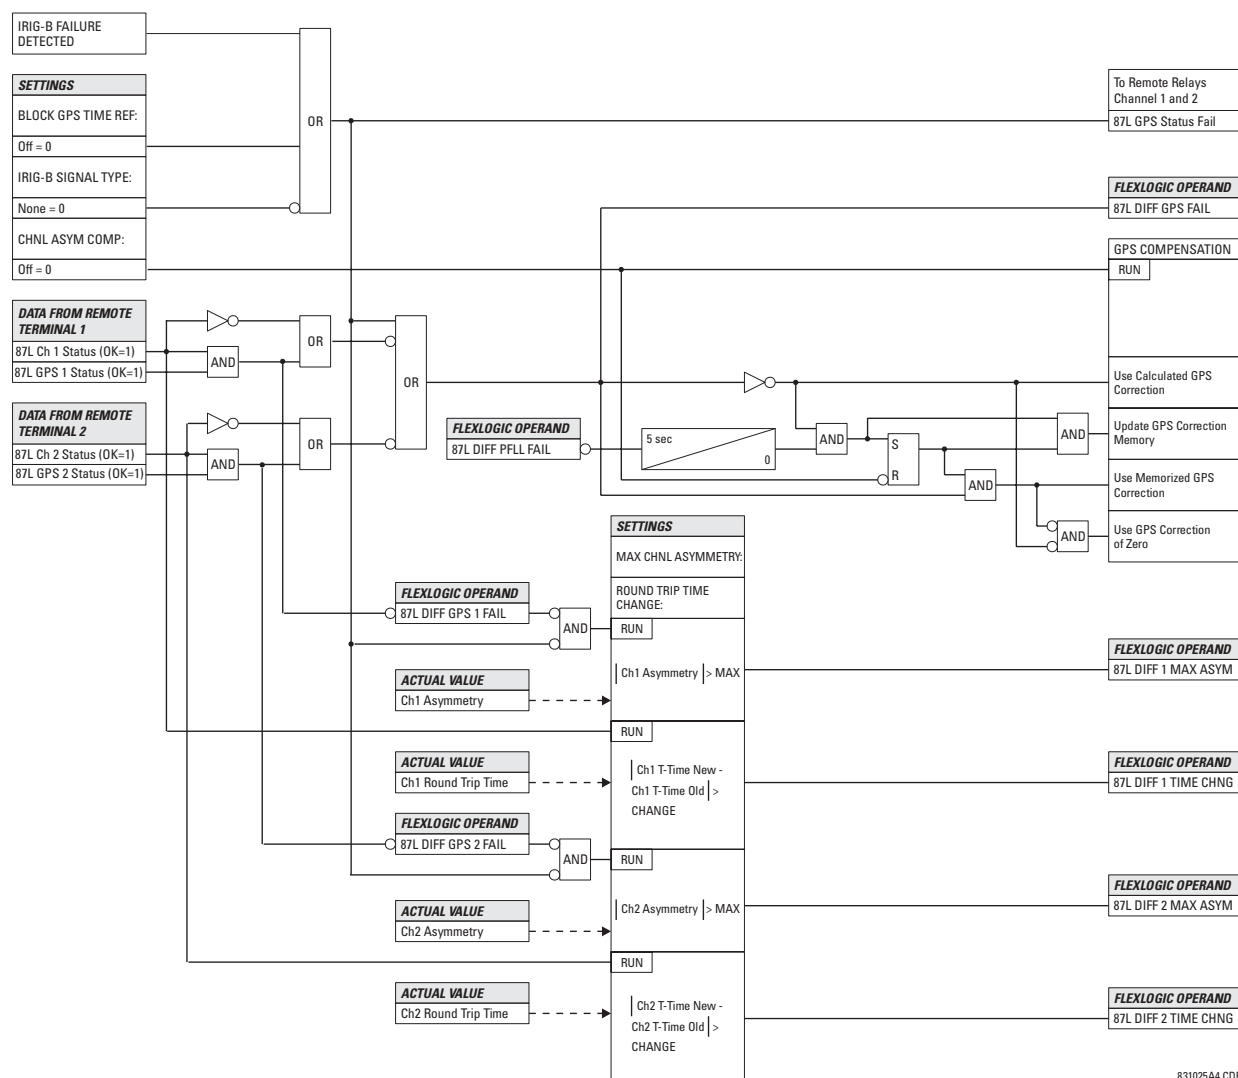 IRIG-B FAILURE
DETECTED
SETTINGS
BLOCK GPS TIME REF:
Off = 0
IRIG-B SIGNAL TYPE:
None = 0
CHNL ASYM COMP:
Off = 0
OR
To Remote Relays
Channel 1 and 2
87L GPS Status Fail
FLEXLOGIC OPERAND
87L DIFF GPS FAIL
GPS COMPENSATION
RUN
DATA FROM REMOTE
TERMINAL 1
87L Ch 1 Status (OK=1)
87L GPS 1 Status (OK=1)
AND
OR
OR
DATA FROM REMOTE
TERMINAL 2
87L Ch 2 Status (OK=1)
87L GPS 2 Status (OK=1)
AND
OR
FLEXLOGIC OPERAND
87L DIFF PFLL FAIL
5 sec
0
AND
S
R
AND
AND
AND
Use Calculated GPS
Correction
Update GPS Correction
Memory
Use Memorized GPS
Correction
Use GPS Correction
of Zero
SETTINGS
MAX CHNL ASYMMETRY:
ROUND TRIP TIME
CHANGE:
FLEXLOGIC OPERAND
87L DIFF GPS 1 FAIL
AND
RUN
|Ch1 Asymmetry|> MAX
ACTUAL VALUE
Ch1 Asymmetry
FLEXLOGIC OPERAND
87L DIFF 1 MAX ASYM
RUN
ACTUAL VALUE
Ch1 Round Trip Time
|Ch1 T-Time New -
Ch1 T-Time Old|>
CHANGE
FLEXLOGIC OPERAND
87L DIFF 1 TIME CHNG
FLEXLOGIC OPERAND
87L DIFF GPS 2 FAIL
AND
RUN
|Ch2 Asymmetry|> MAX
ACTUAL VALUE
Ch2 Asymmetry
FLEXLOGIC OPERAND
87L DIFF 2 MAX ASYM
RUN
ACTUAL VALUE
Ch2 Round Trip Time
|Ch2 T-Time New -
Ch2 T-Time Old|>
CHANGE
FLEXLOGIC OPERAND
87L DIFF 2 TIME CHNG
831025A4.CDR